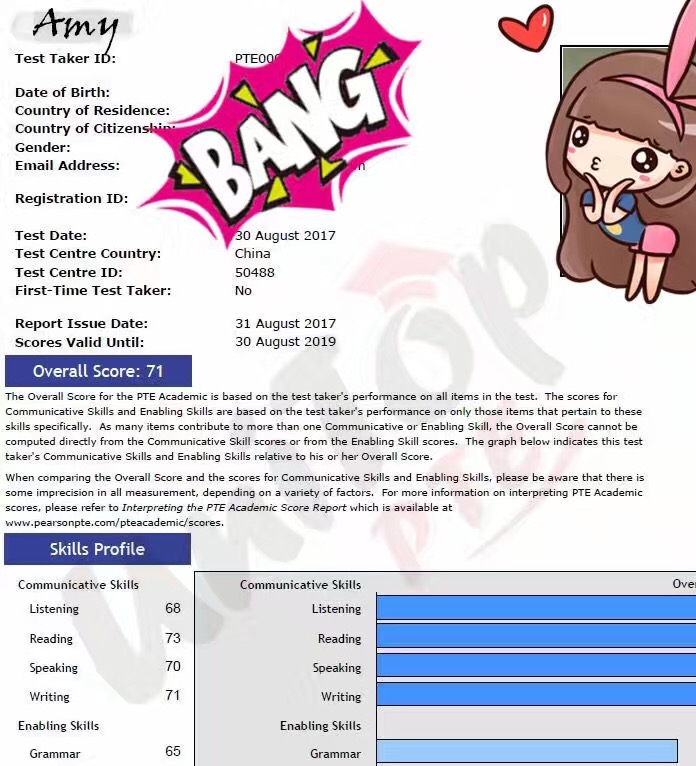 Amy
Test Taker ID: PTE000
Date of Birth:
Country of Residence:
Country of Citizenship:
Gender:
Email Address:
Registration ID:
BANG
Test Date: 30 August 2017
Test Centre Country: China
Test Centre ID: 50488
First-Time Test Taker: No
Report Issue Date: 31 August 2017
Scores Valid Until: 30 August 2019
Overall Score: 71
The Overall Score for the PTE Academic is based on the test taker's performance on all items in the test. The scores for
Communicative Skills and Enabling Skills are based on the test taker's performance on only those items that pertain to these
skills specifically. As many items contribute to more than one Communicative or Enabling Skill, the Overall Score cannot be
computed directly from the Communicative Skill scores or from the Enabling Skill scores. The graph below indicates this test
taker's Communicative Skills and Enabling Skills relative to his or her Overall Score.
When comparing the Overall Score and the scores for Communicative Skills and Enabling Skills, please be aware that there is
some imprecision in all measurement, depending on a variety of factors. For more information on interpreting PTE Academic
scores, please refer to Interpreting the PTE Academic Score Report which is available at
www.pearsonpte.com/pteacademic/scores.
UniTop
PTE
Skills Profile
Communicative Skills
Listening 68
Reading 73
Speaking 70
Writing 71
Enabling Skills
Grammar 65
Communicative Skills Over
Listening
Reading
Speaking
Writing
Enabling Skills
Grammar